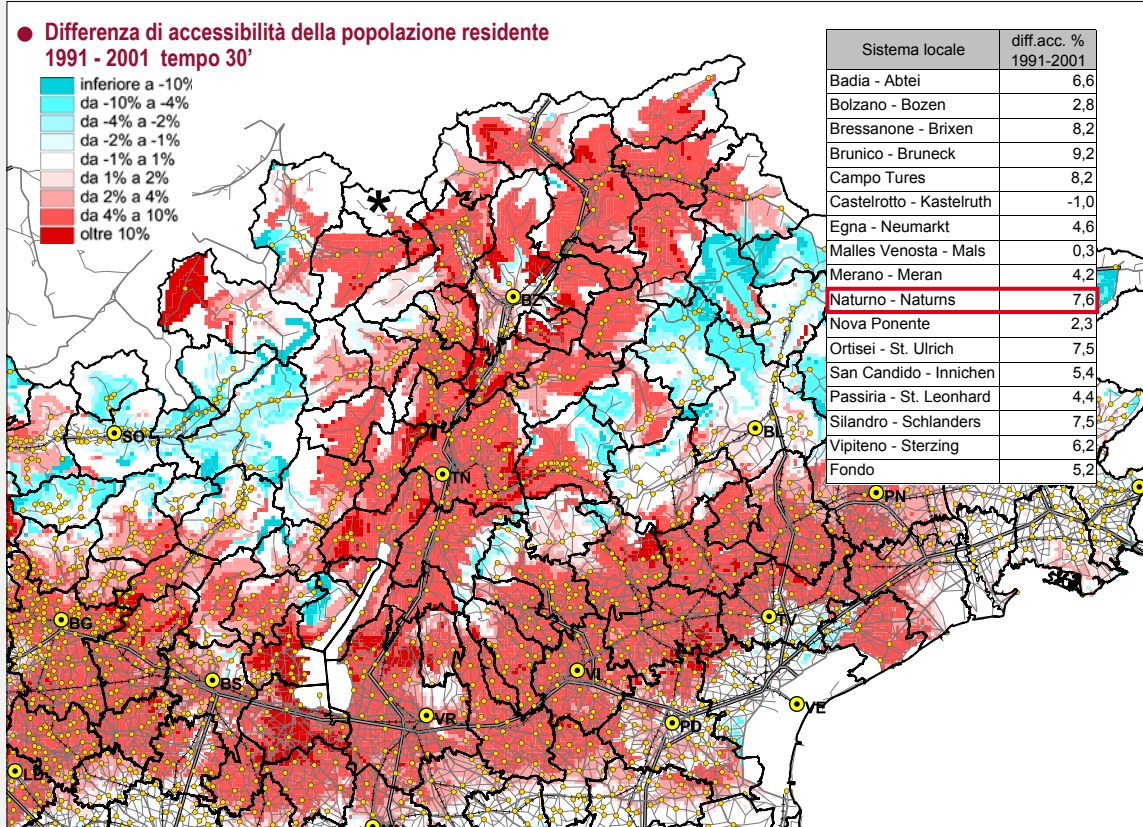 ● Differenza di accessibilità della popolazione residente
1991 - 2001 tempo 30'
inferiore a -10%
da -10% a -4%
da -4% a -2%
da -2% a -1%
da -1% a 1%
da 1% a 2%
da 2% a 4%
da 4% a 10%
oltre 10%
Sistema locale diff.acc. % 1991-2001
Badia - Abtei 6,6
Bolzano - Bozen 2,8
Bressanone - Brixen 8,2
Brunico - Bruneck 9,2
Campo Tures 8,2
Castelrotto - Kastelruth -1,0
Egna - Neumarkt 4,6
Malles Venosta - Mals 0,3
Merano - Meran 4,2
Naturno - Naturns 7,6
Nova Ponente 2,3
Ortisei - St. Ulrich 7,5
San Candido - Innichen 5,4
Passiria - St. Leonhard 4,4
Silandro - Schlanders 7,5
Vipiteno - Sterzing 6,2
Fondo 5,2
*
BZ
SO
BL
TN
PN
BG
TV
BS
VI
VE
VR
PD